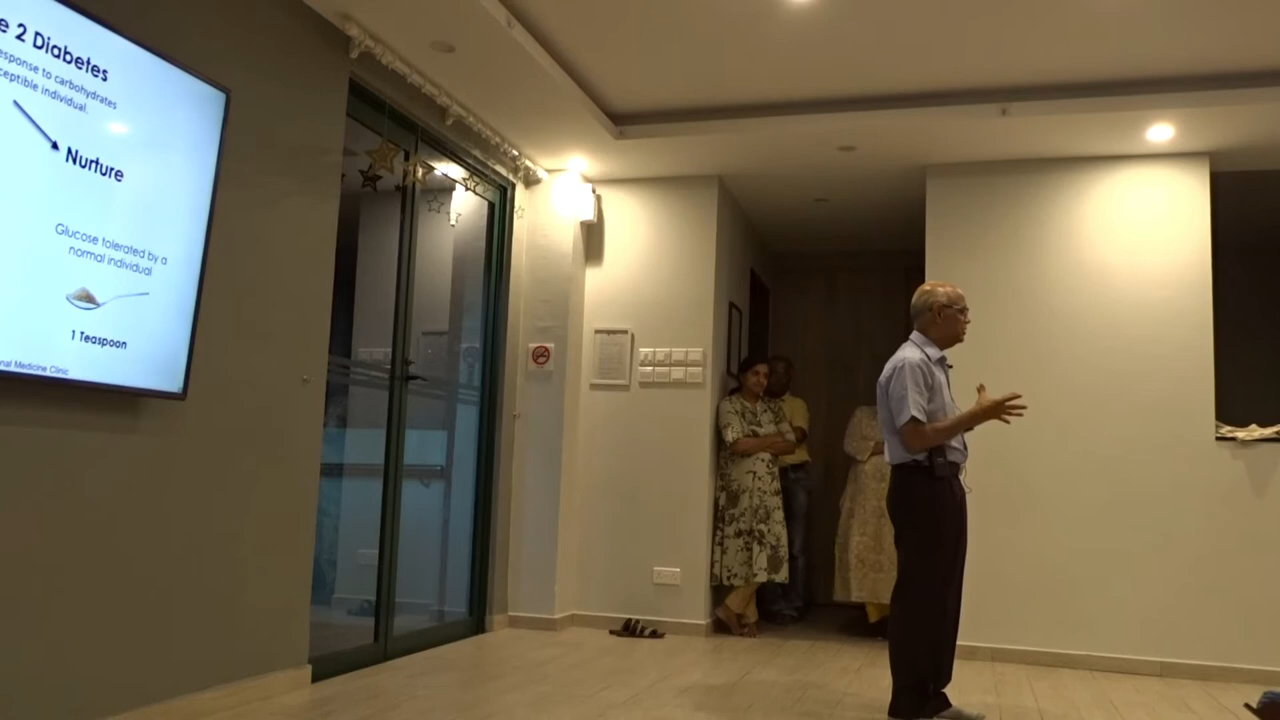 e 2 Diabetes
esponse to carbohydrates
ceptible individual.
Nurture
Glucose tolerated by a
normal individual
1 Teaspoon
nal Medicine Clinic